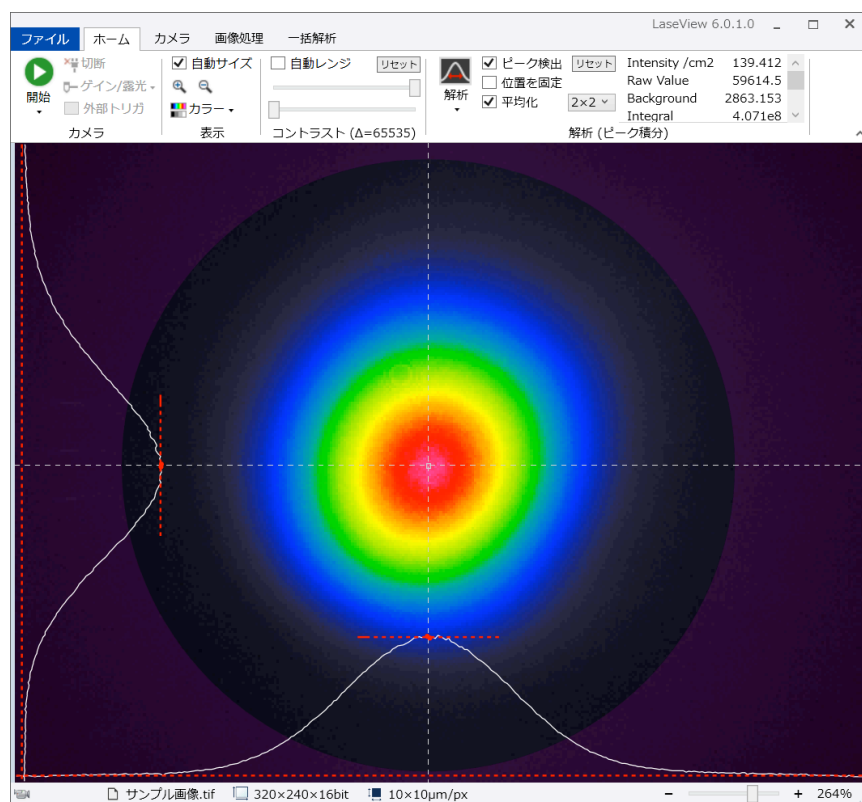 LaseView 6.0.1.0
ファイル ホーム カメラ 画像処理 一括解析
開始
切断
ゲイン/露光
外部トリガ
カメラ
自動サイズ
カラー
表示
自動レンジ リセット
コントラスト (Δ=65535)
解析
ピーク検出 リセット
位置を固定
平均化 2×2
Intensity /cm2 139.412
Raw Value 59614.5
Background 2863.153
Integral 4.071e8
解析 (ピーク積分)
サンプル画像.tif 320×240×16bit 10×10μm/px − + 264%